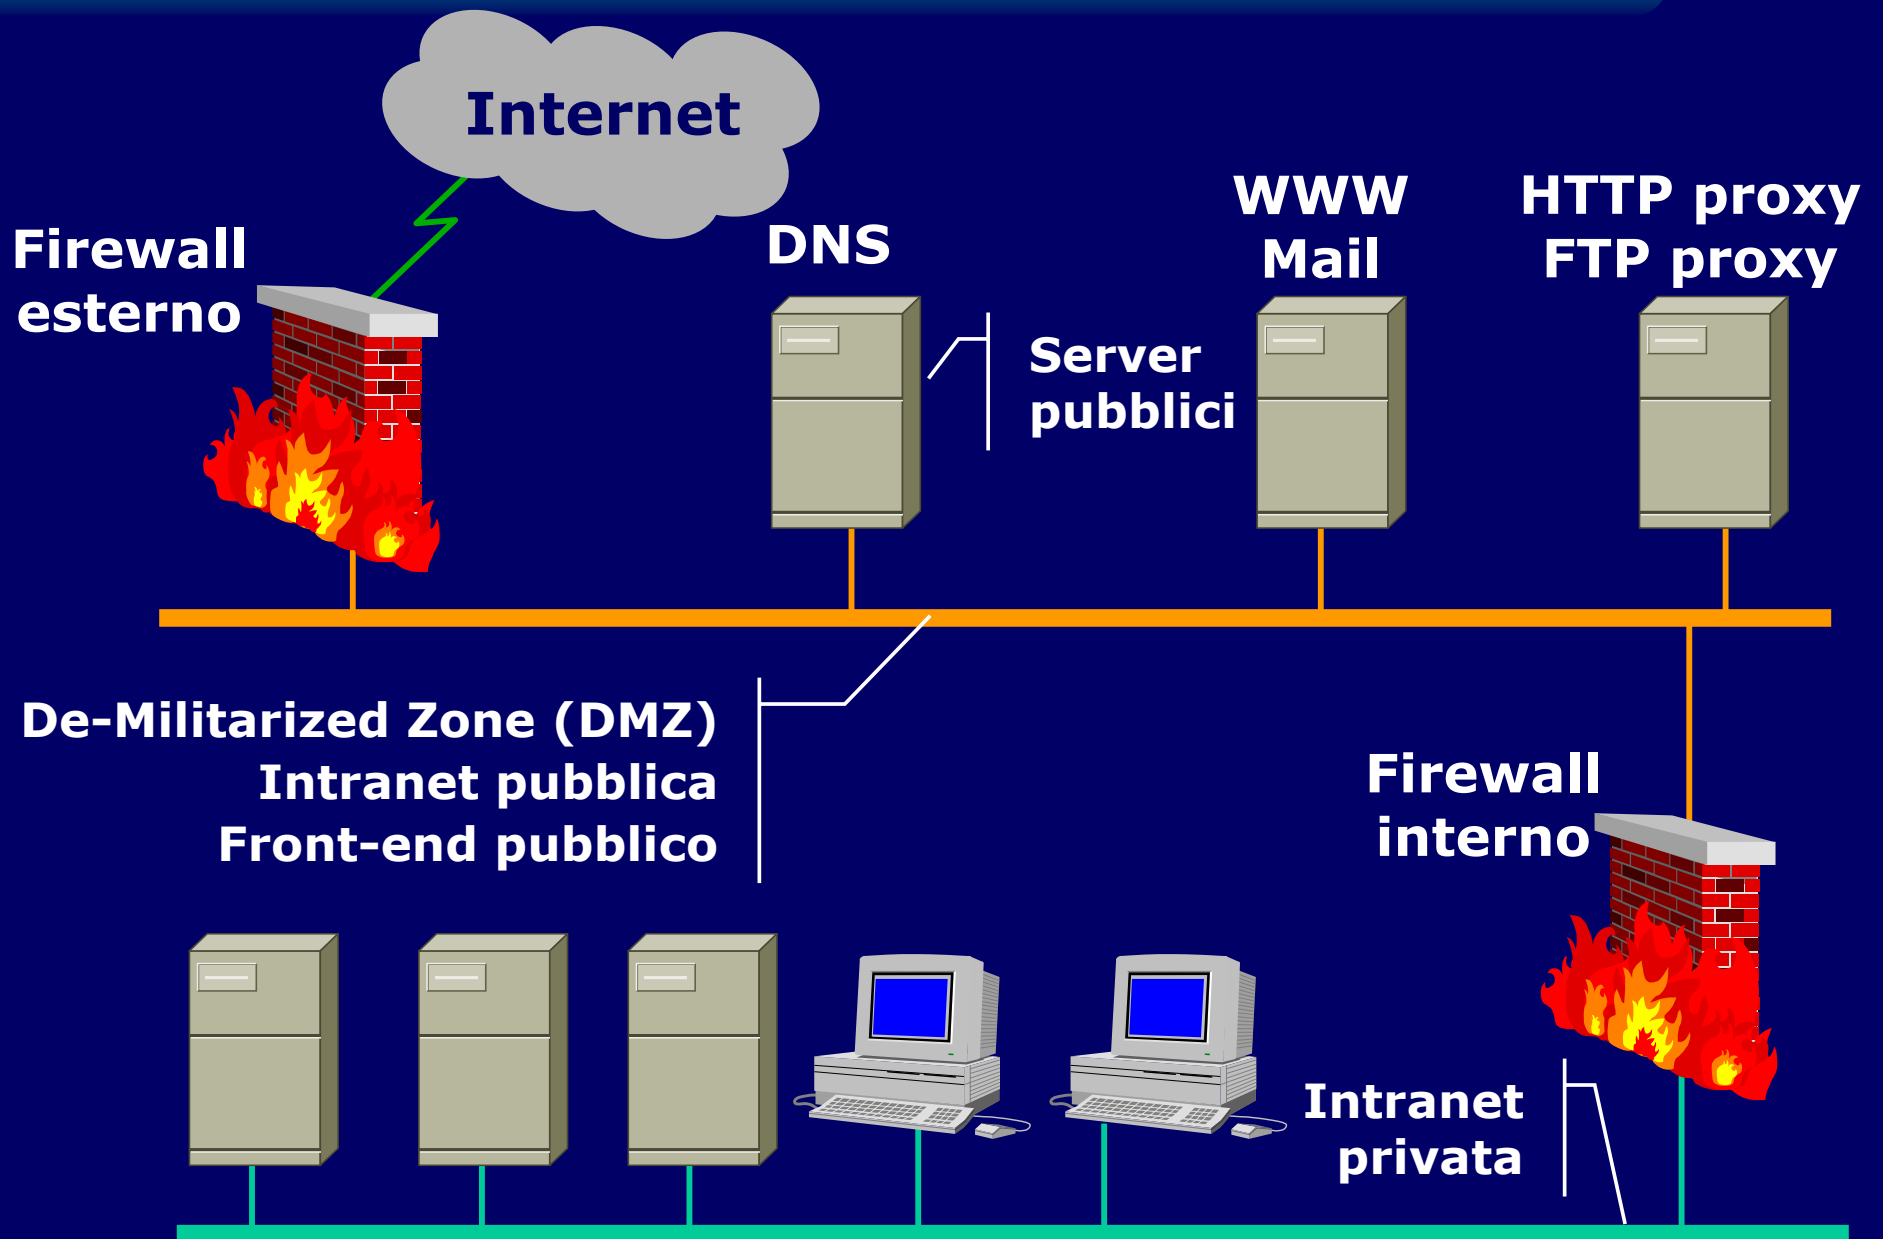 Internet
Firewall
esterno
DNS
WWW
Mail
HTTP proxy
FTP proxy
Server
pubblici
De-Militarized Zone (DMZ)
Intranet pubblica
Front-end pubblico
Firewall
interno
Intranet
privata